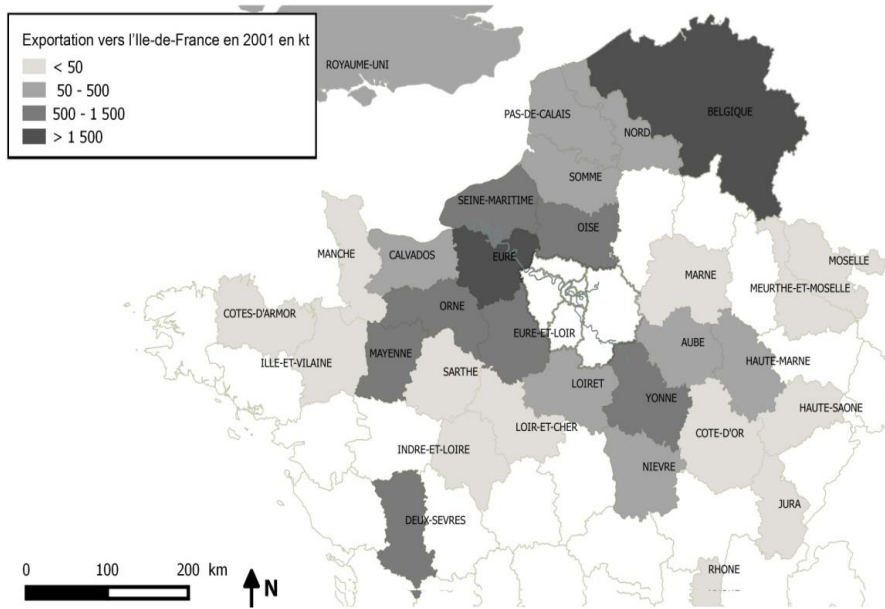 Exportation vers l'Ile-de-France en 2001 en kt
< 50
50 - 500
500 - 1 500
> 1 500
ROYAUME-UNI
PAS-DE-CALAIS
BELGIQUE
NORD
SOMME
SEINE-MARITIME
OISE
MANCHE
CALVADOS
EURE
MARNE
MOSELLE
MEURTHE-ET-MOSELLE
COTES-D'ARMOR
ORNE
EURE-ET-LOIR
AUBE
ILLE-ET-VILAINE
MAYENNE
SARTHE
LOIRET
HAUTE-MARNE
YONNE
HAUTE-SAONE
LOIR-ET-CHER
COTE-D'OR
INDRE-ET-LOIRE
NIEVRE
JURA
DEUX-SEVRES
RHONE
0 100 200 km
N